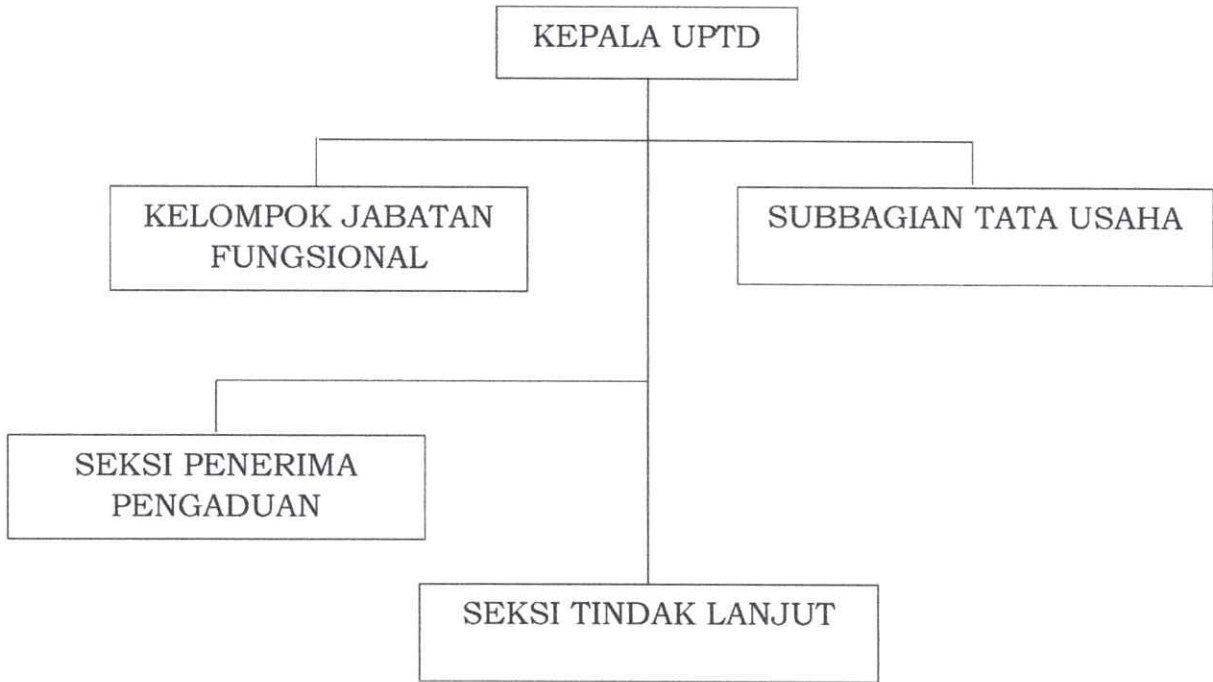 KEPALA UPTD
KELOMPOK JABATAN
FUNGSIONAL
SUBBAGIAN TATA USAHA
SEKSI PENERIMA
PENGADUAN
SEKSI TINDAK LANJUT